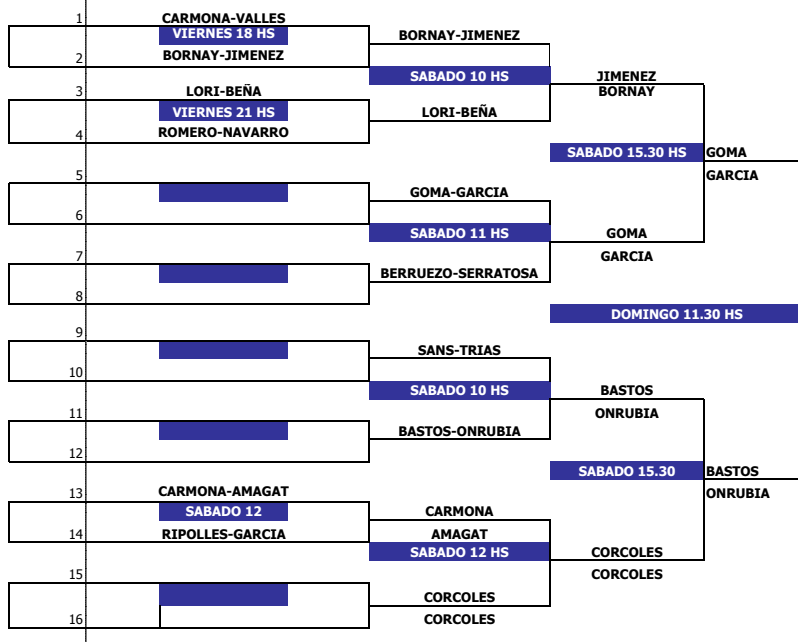 1 CARMONA-VALLES
VIERNES 18 HS
BORNAY-JIMENEZ
2 BORNAY-JIMENEZ
SABADO 10 HS
JIMENEZ
3 LORI-BEÑA
BORNAY
VIERNES 21 HS
LORI-BEÑA
4 ROMERO-NAVARRO
SABADO 15.30 HS
GOMA
5
GARCIA
GOMA-GARCIA
6
SABADO 11 HS
GOMA
7
GARCIA
BERRUEZO-SERRATOSA
8
DOMINGO 11.30 HS
9
SANS-TRIAS
10
SABADO 10 HS
BASTOS
11
ONRUBIA
BASTOS-ONRUBIA
12
SABADO 15.30
BASTOS
13 CARMONA-AMAGAT
ONRUBIA
SABADO 12
CARMONA
14 RIPOLLES-GARCIA
AMAGAT
SABADO 12 HS
CORCOLES
15
CORCOLES
CORCOLES
16
CORCOLES